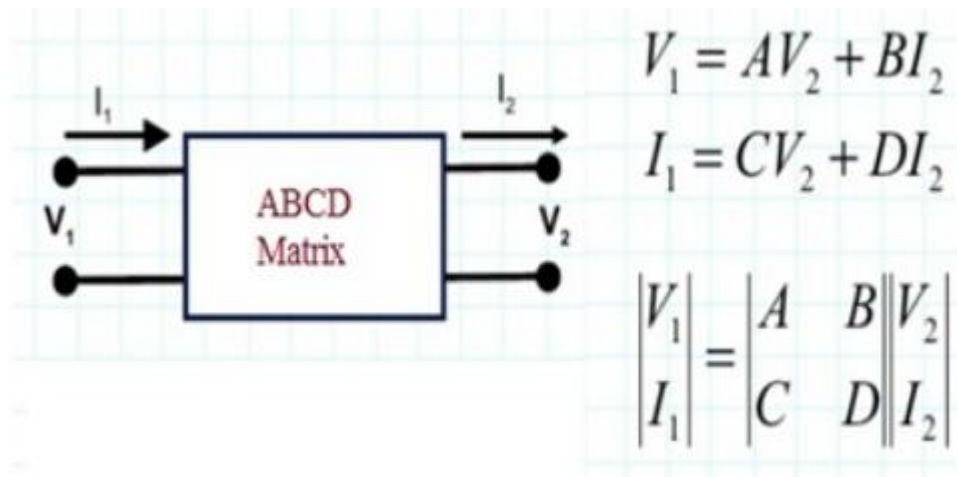 I₁
I₂
V₁
ABCD
Matrix
V₂
V₁ = AV₂ + BI₂
I₁ = CV₂ + DI₂
|V₁| = |A B||V₂|
|I₁| |C D||I₂|